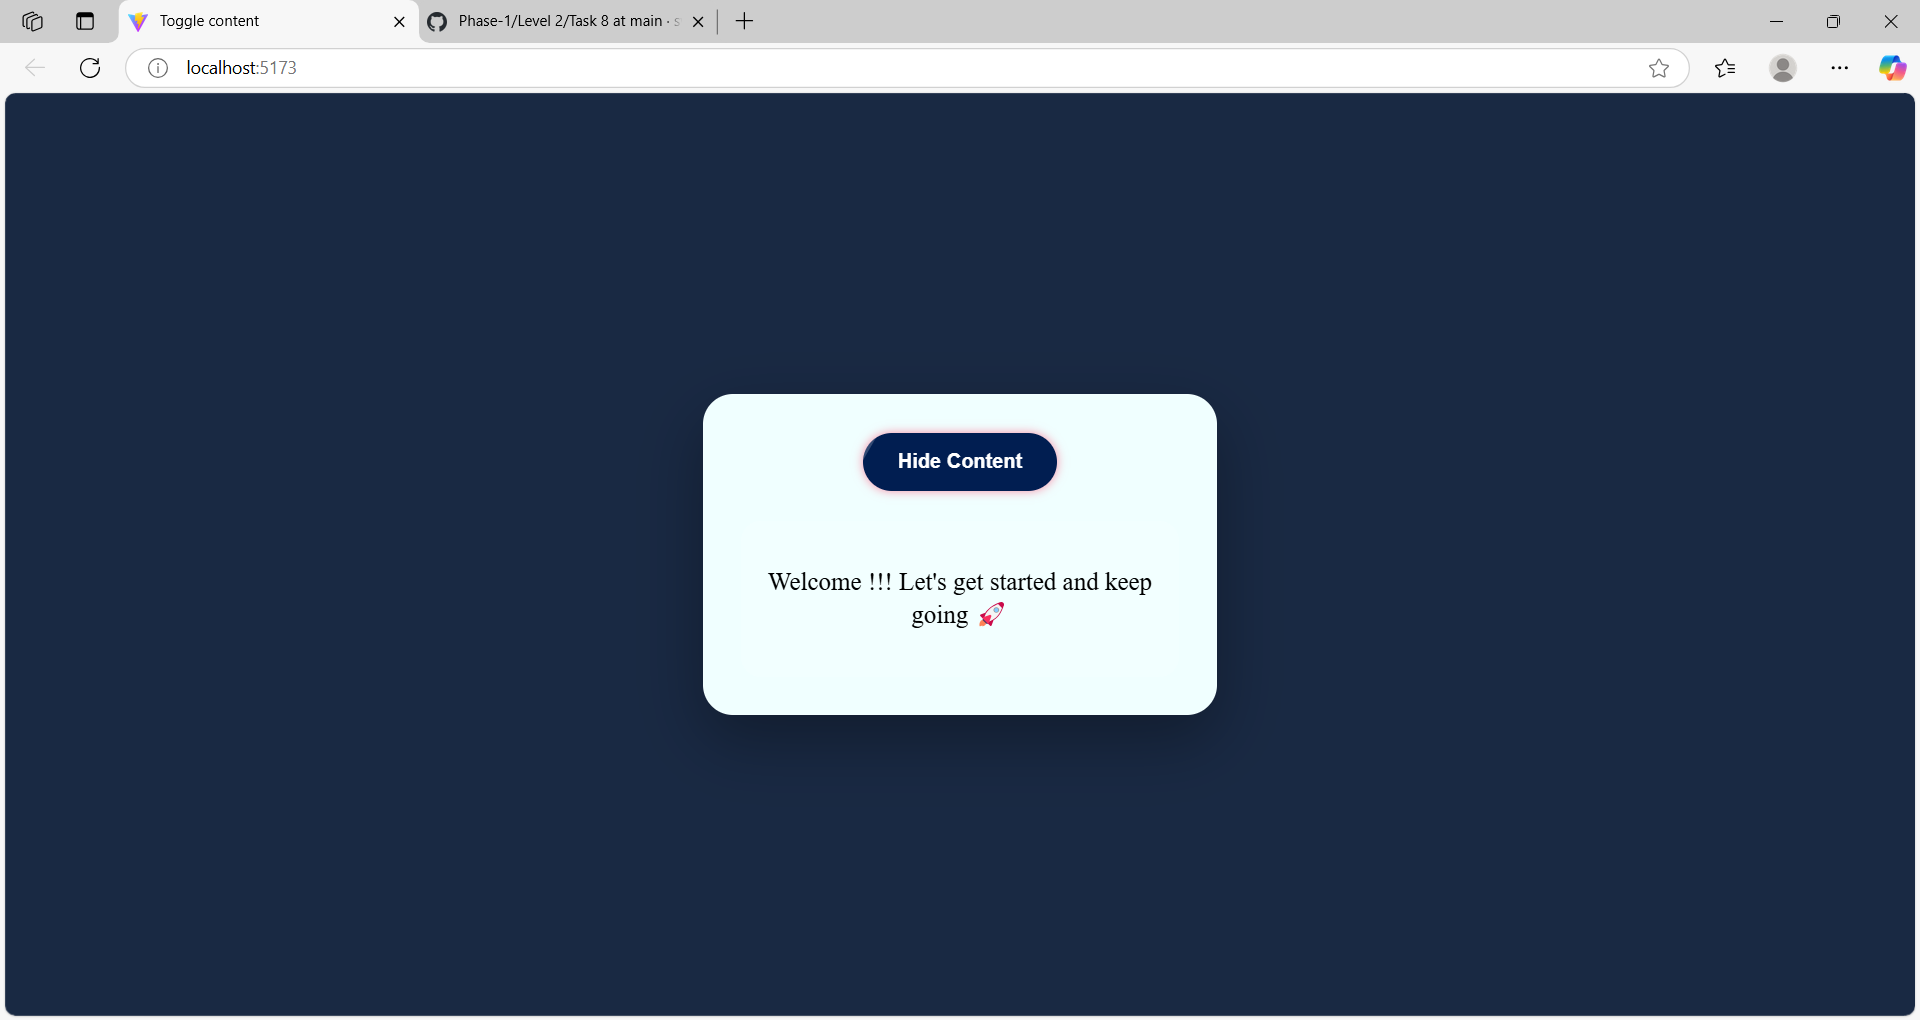 Toggle content
Phase-1/Level 2/Task 8 at main ·
localhost:5173
Hide Content
Welcome !!! Let's get started and keep
going 🚀